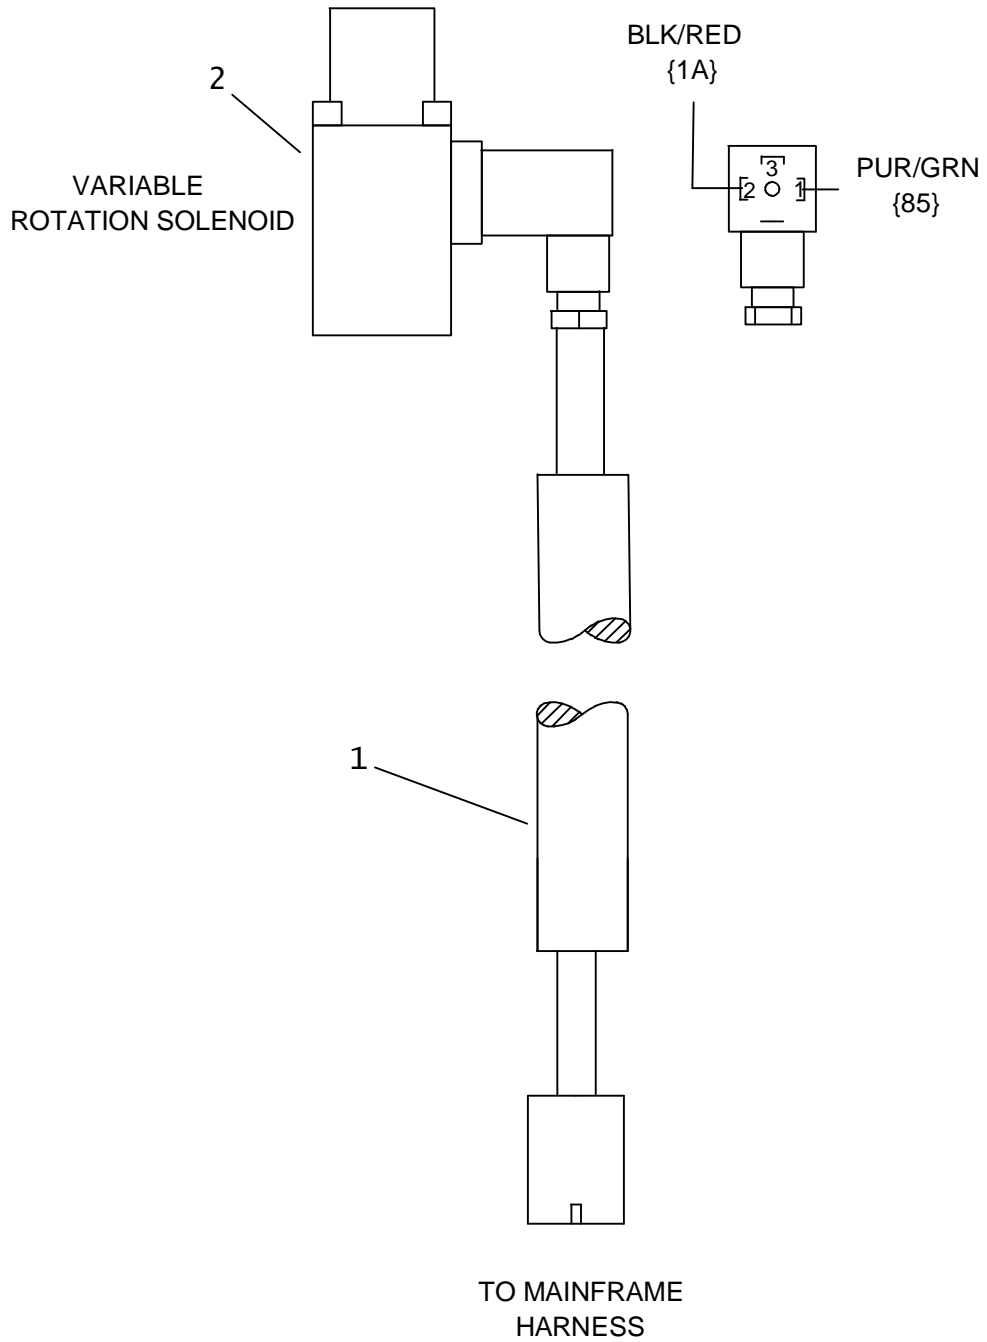 BLK/RED
{1A}
2
3
2 1
PUR/GRN
{85}
VARIABLE
ROTATION SOLENOID
1
TO MAINFRAME
HARNESS